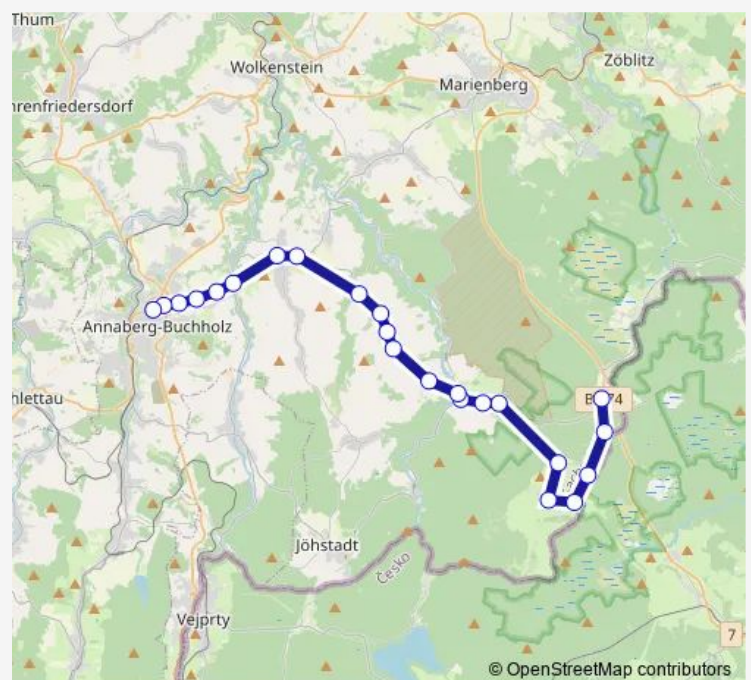 Thum
Zöblitz
Wolkenstein
Marienberg
hrenfriedersdorf
Annaberg-Buchholz
hlettau
B 174
Jöhstadt
Česko
Vejprty
7
© OpenStreetMap contributors